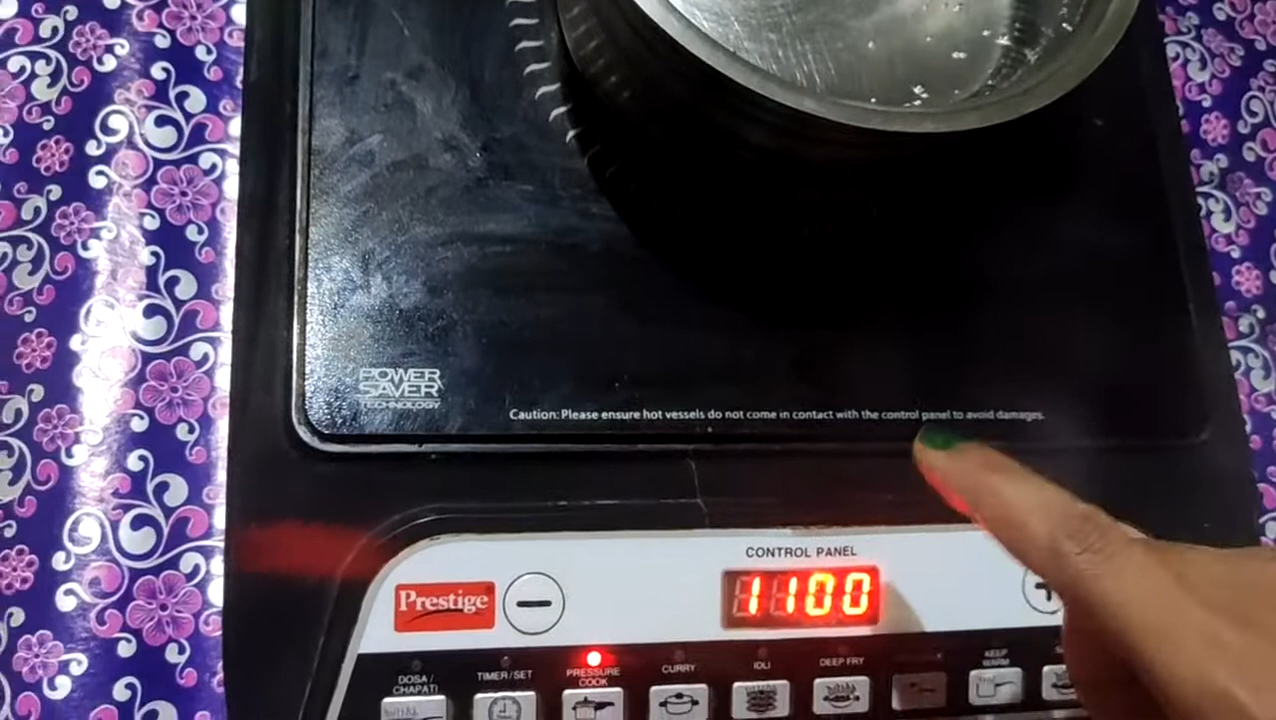 POWER
SAVER
TECHNOLOGY
Caution: Please ensure hot vessels do not come in contact with the control panel to avoid damages.
CONTROL PANEL
Prestige
−
1100
+
DOSA /
CHAPATI
TIMER/SET
PRESSURE
COOK
CURRY
IDLI
DEEP FRY
KEEP
WARM